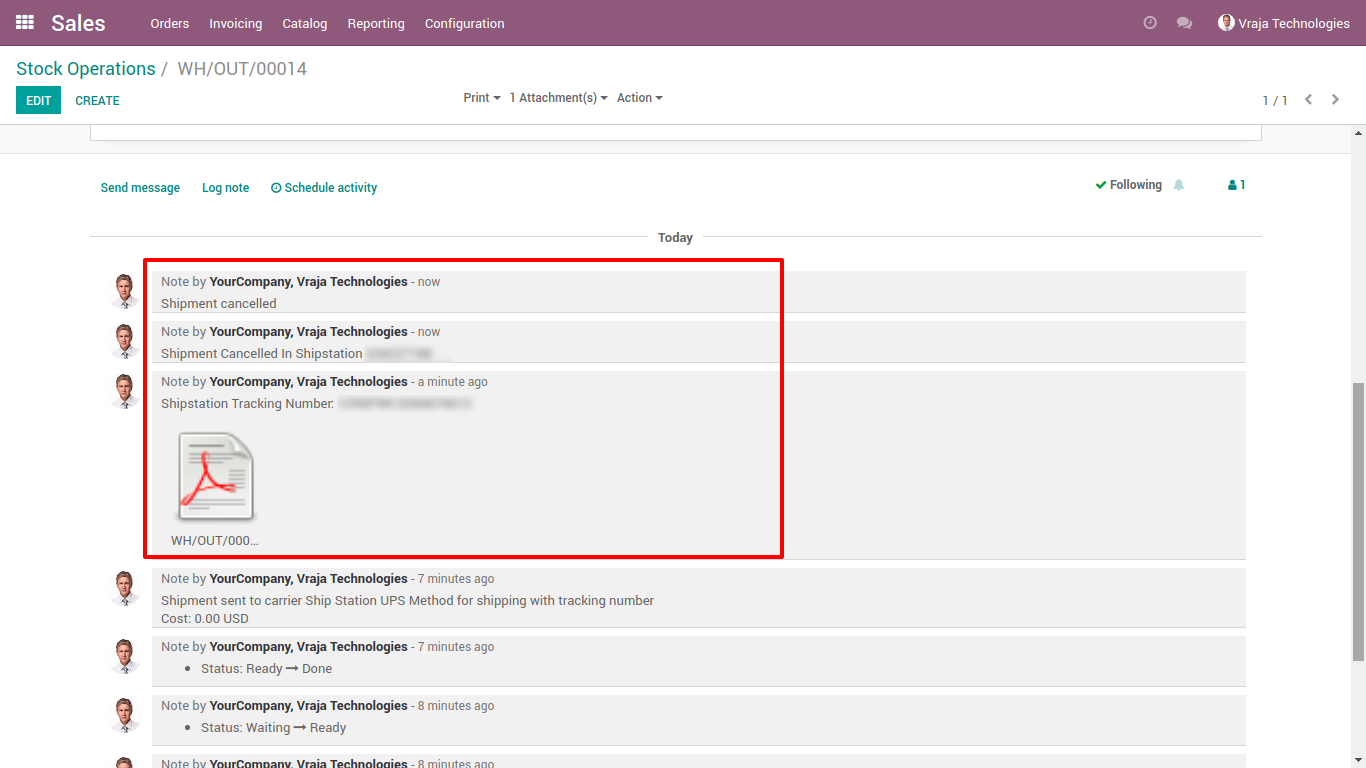 Sales Orders Invoicing Catalog Reporting Configuration Vraja Technologies
Stock Operations / WH/OUT/00014
EDIT CREATE Print 1 Attachment(s) Action 1 / 1
Send message Log note Schedule activity Following 1
Today
Note by YourCompany, Vraja Technologies - now
Shipment cancelled
Note by YourCompany, Vraja Technologies - now
Shipment Cancelled In Shipstation
Note by YourCompany, Vraja Technologies - a minute ago
Shipstation Tracking Number:
WH/OUT/000...
Note by YourCompany, Vraja Technologies - 7 minutes ago
Shipment sent to carrier Ship Station UPS Method for shipping with tracking number
Cost: 0.00 USD
Note by YourCompany, Vraja Technologies - 7 minutes ago
• Status: Ready → Done
Note by YourCompany, Vraja Technologies - 8 minutes ago
• Status: Waiting → Ready
Note by YourCompany, Vraja Technologies - 8 minutes ago